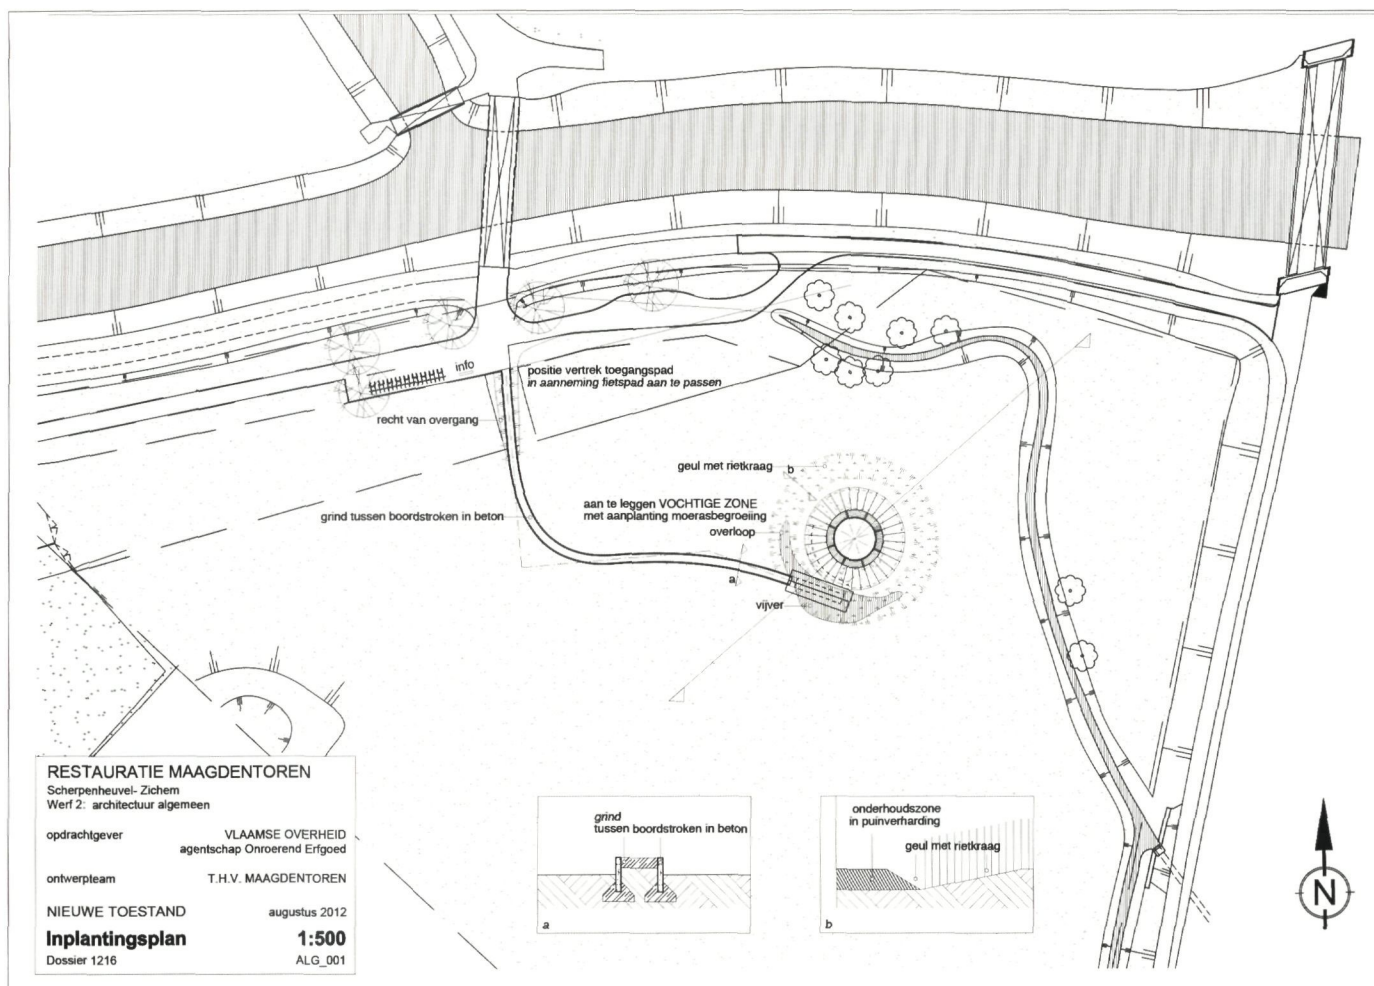 info
positie vertrek toegangspad
in aanneming fietspad aan te passen
recht van overgang
geul met rietkraag
b
aan te leggen VOCHTIGE ZONE
met aanplanting moerasbegroeiing
grind tussen boordstroken in beton
overloop
a
vijver
RESTAURATIE MAAGDENTOREN
Scherpenheuvel- Zichem
Werf 2: architectuur algemeen
opdrachtgever VLAAMSE OVERHEID
agentschap Onroerend Erfgoed
ontwerpteam T.H.V. MAAGDENTOREN
NIEUWE TOESTAND augustus 2012
Inplantingsplan 1:500
Dossier 1216 ALG_001
grind
tussen boordstroken in beton
a
onderhoudszone
in puinverharding
geul met rietkraag
b
N